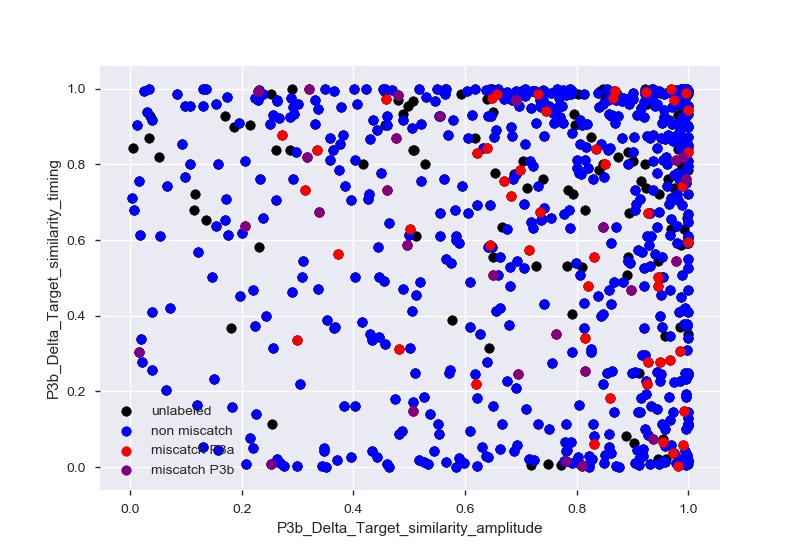 1.0
0.8
0.6
0.4
0.2
0.0
P3b_Delta_Target_similarity_timing
unlabeled
non miscatch
miscatch P3a
miscatch P3b
0.0 0.2 0.4 0.6 0.8 1.0
P3b_Delta_Target_similarity_amplitude